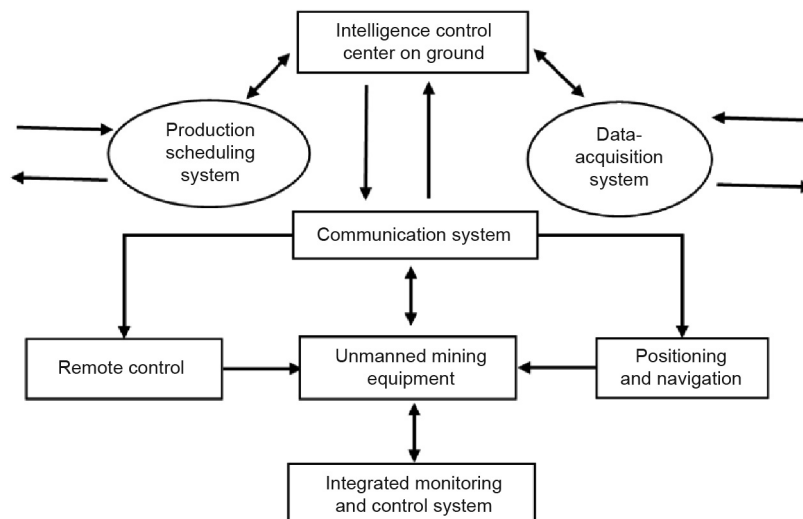 Intelligence control
center on ground
Production
scheduling
system
Data-
acquisition
system
Communication system
Remote control
Unmanned mining
equipment
Positioning
and navigation
Integrated monitoring
and control system